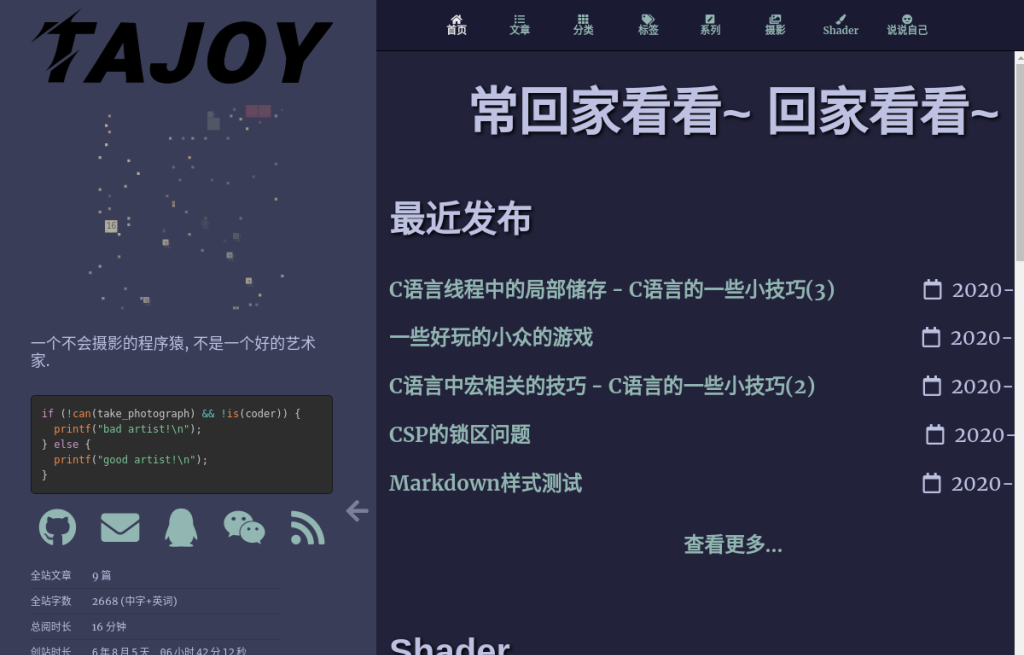 TAJOY
16
一个不会摄影的程序猿, 不是一个好的艺术
家.
if (!can(take_photograph) && !is(coder)) {
printf("bad artist!\n");
} else {
printf("good artist!\n");
}
全站文章 9 篇
全站字数 2668 (中字+英词)
总阅时长 16 分钟
创站时长 6 年 8 月 5 天 06 小时 42 分 12 秒
首页 文章 分类 标签 系列 摄影 Shader 说说自己
常回家看看~ 回家看看~
最近发布
C语言线程中的局部储存 - C语言的一些小技巧(3) 2020-
一些好玩的小众的游戏 2020-
C语言中宏相关的技巧 - C语言的一些小技巧(2) 2020-
CSP的锁区问题 2020-
Markdown样式测试 2020-
查看更多...
Shader